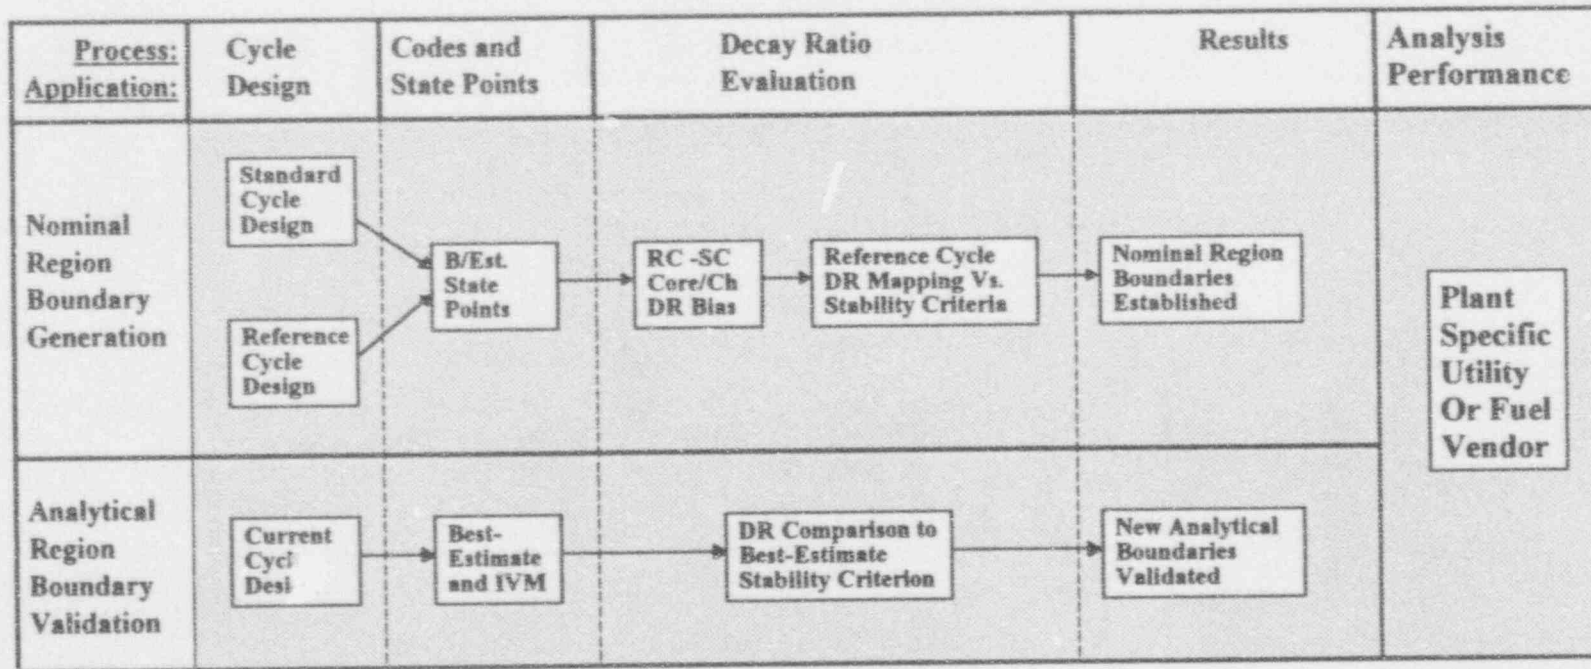 Process:
Application:
Cycle
Design
Codes and
State Points
Decay Ratio
Evaluation
Results
Analysis
Performance
Nominal
Region
Boundary
Generation
Standard
Cycle
Design
Reference
Cycle
Design
B/Est.
State
Points
RC -SC
Core/Ch
DR Bias
Reference Cycle
DR Mapping Vs.
Stability Criteria
Nominal Region
Boundaries
Established
Plant
Specific
Utility
Or Fuel
Vendor
Analytical
Region
Boundary
Validation
Current
Cycl
Desi
Best-
Estimate
and IVM
DR Comparison to
Best-Estimate
Stability Criterion
New Analytical
Boundaries
Validated